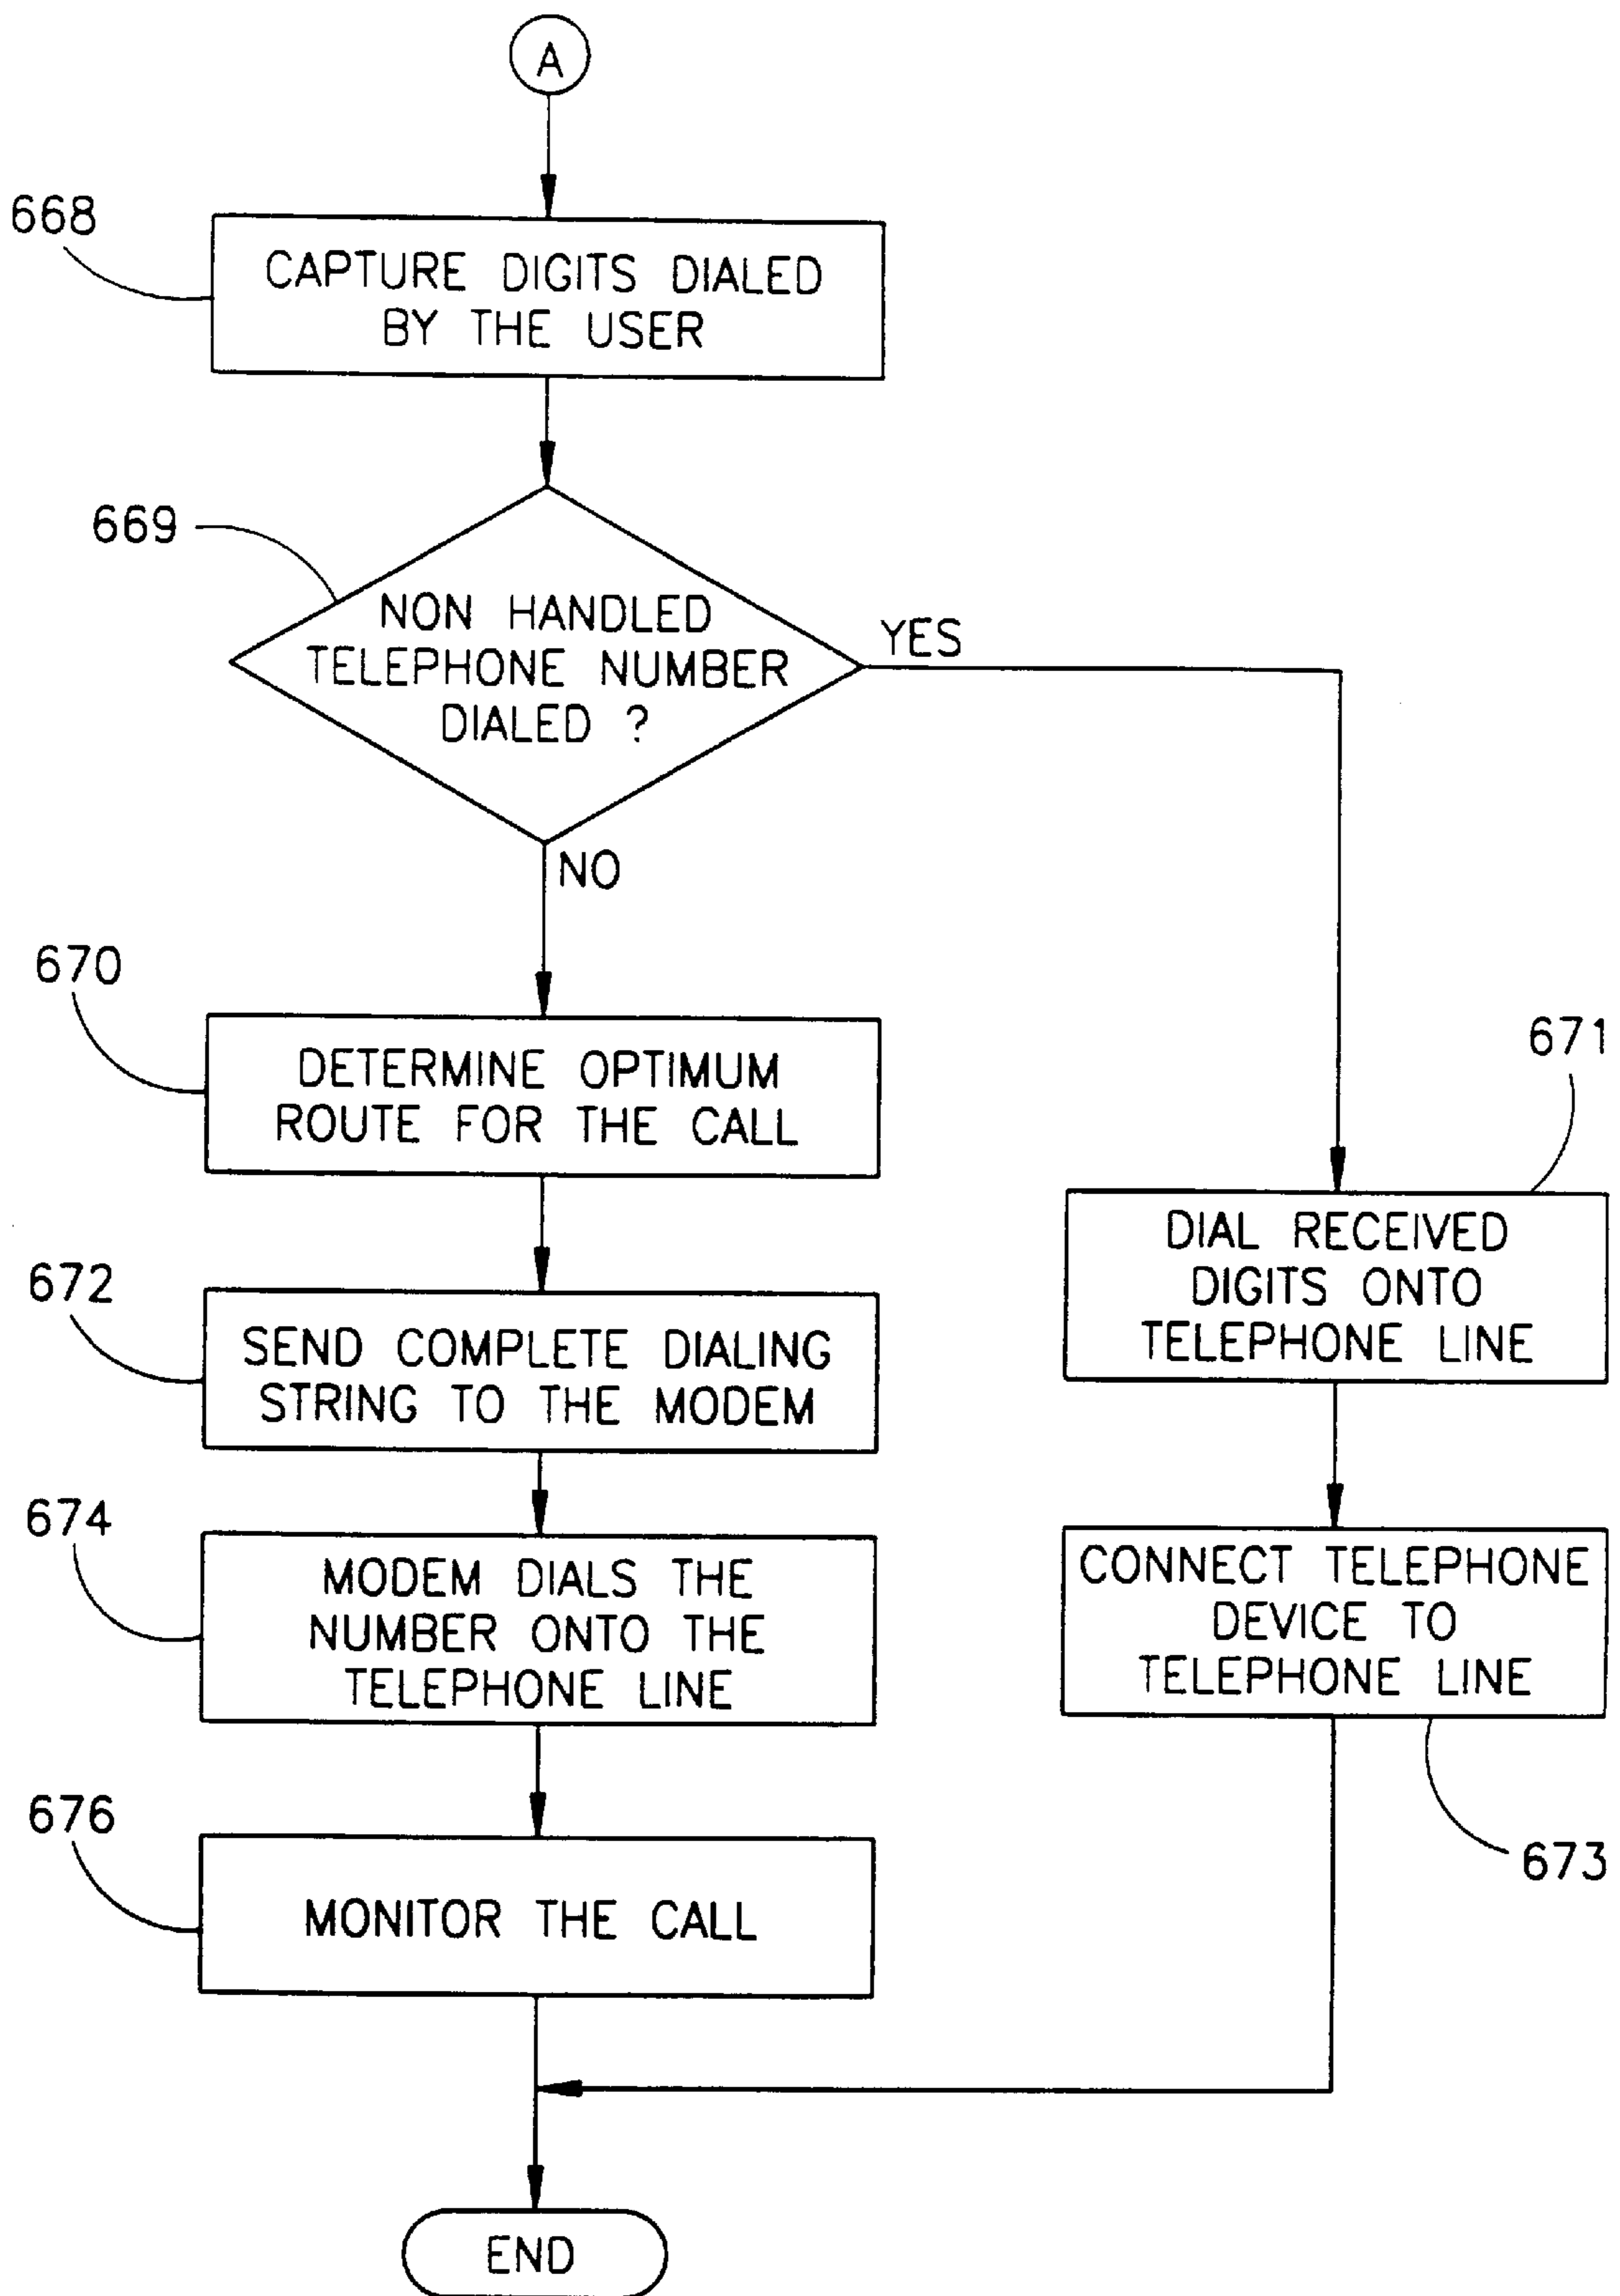 A
668
CAPTURE DIGITS DIALED
BY THE USER
669
NON HANDLED
TELEPHONE NUMBER
DIALED ?
YES
NO
670
DETERMINE OPTIMUM
ROUTE FOR THE CALL
671
DIAL RECEIVED
DIGITS ONTO
TELEPHONE LINE
672
SEND COMPLETE DIALING
STRING TO THE MODEM
674
MODEM DIALS THE
NUMBER ONTO THE
TELEPHONE LINE
CONNECT TELEPHONE
DEVICE TO
TELEPHONE LINE
673
676
MONITOR THE CALL
END